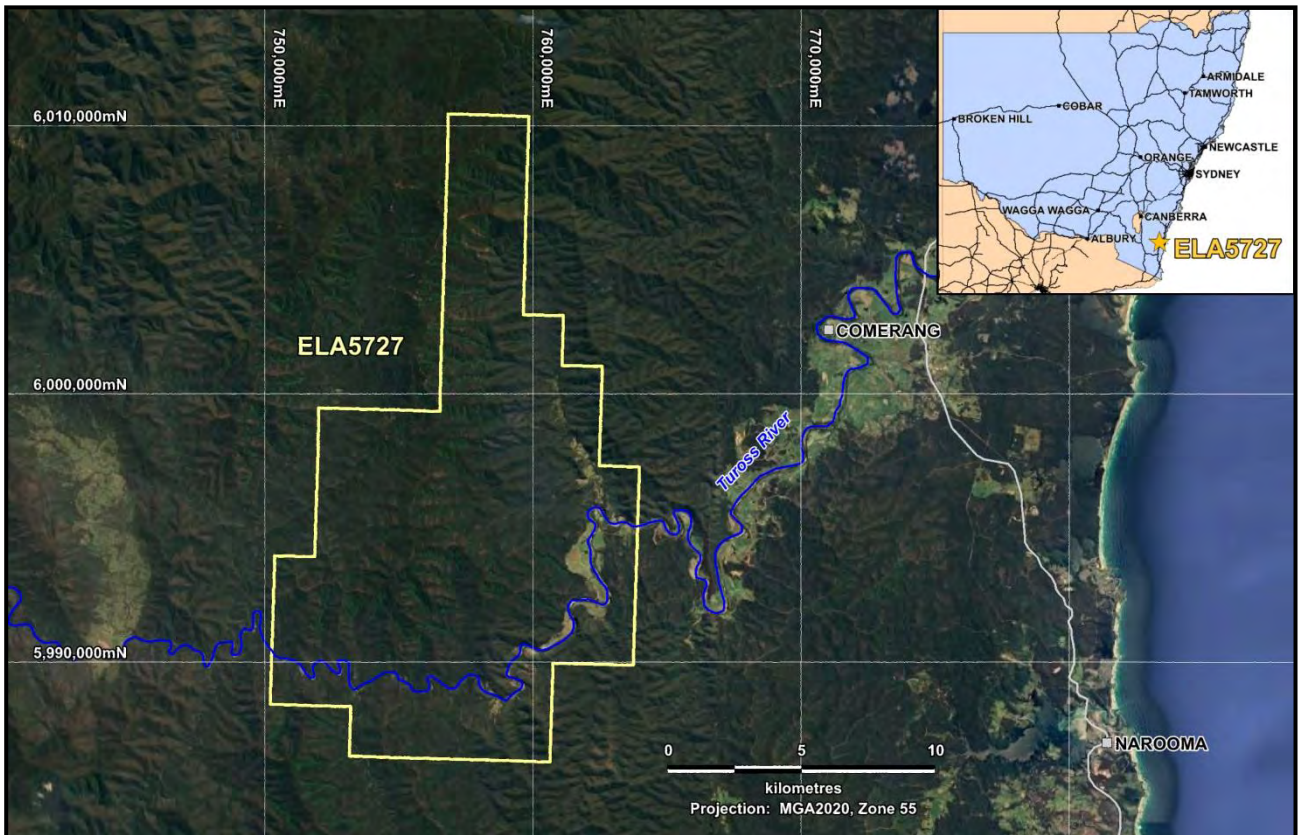 750,000mE
760,000mE
770,000mE
6,010,000mN
6,000,000mN
5,990,000mN
ELA5727
COMERANG
Tuross River
NAROOMA
0 5 10
kilometres
Projection: MGA2020, Zone 55
ARMIDALE
TAMWORTH
COBAR
BROKEN HILL
NEWCASTLE
ORANGE
SYDNEY
WAGGA WAGGA
CANBERRA
ALBURY
ELA5727